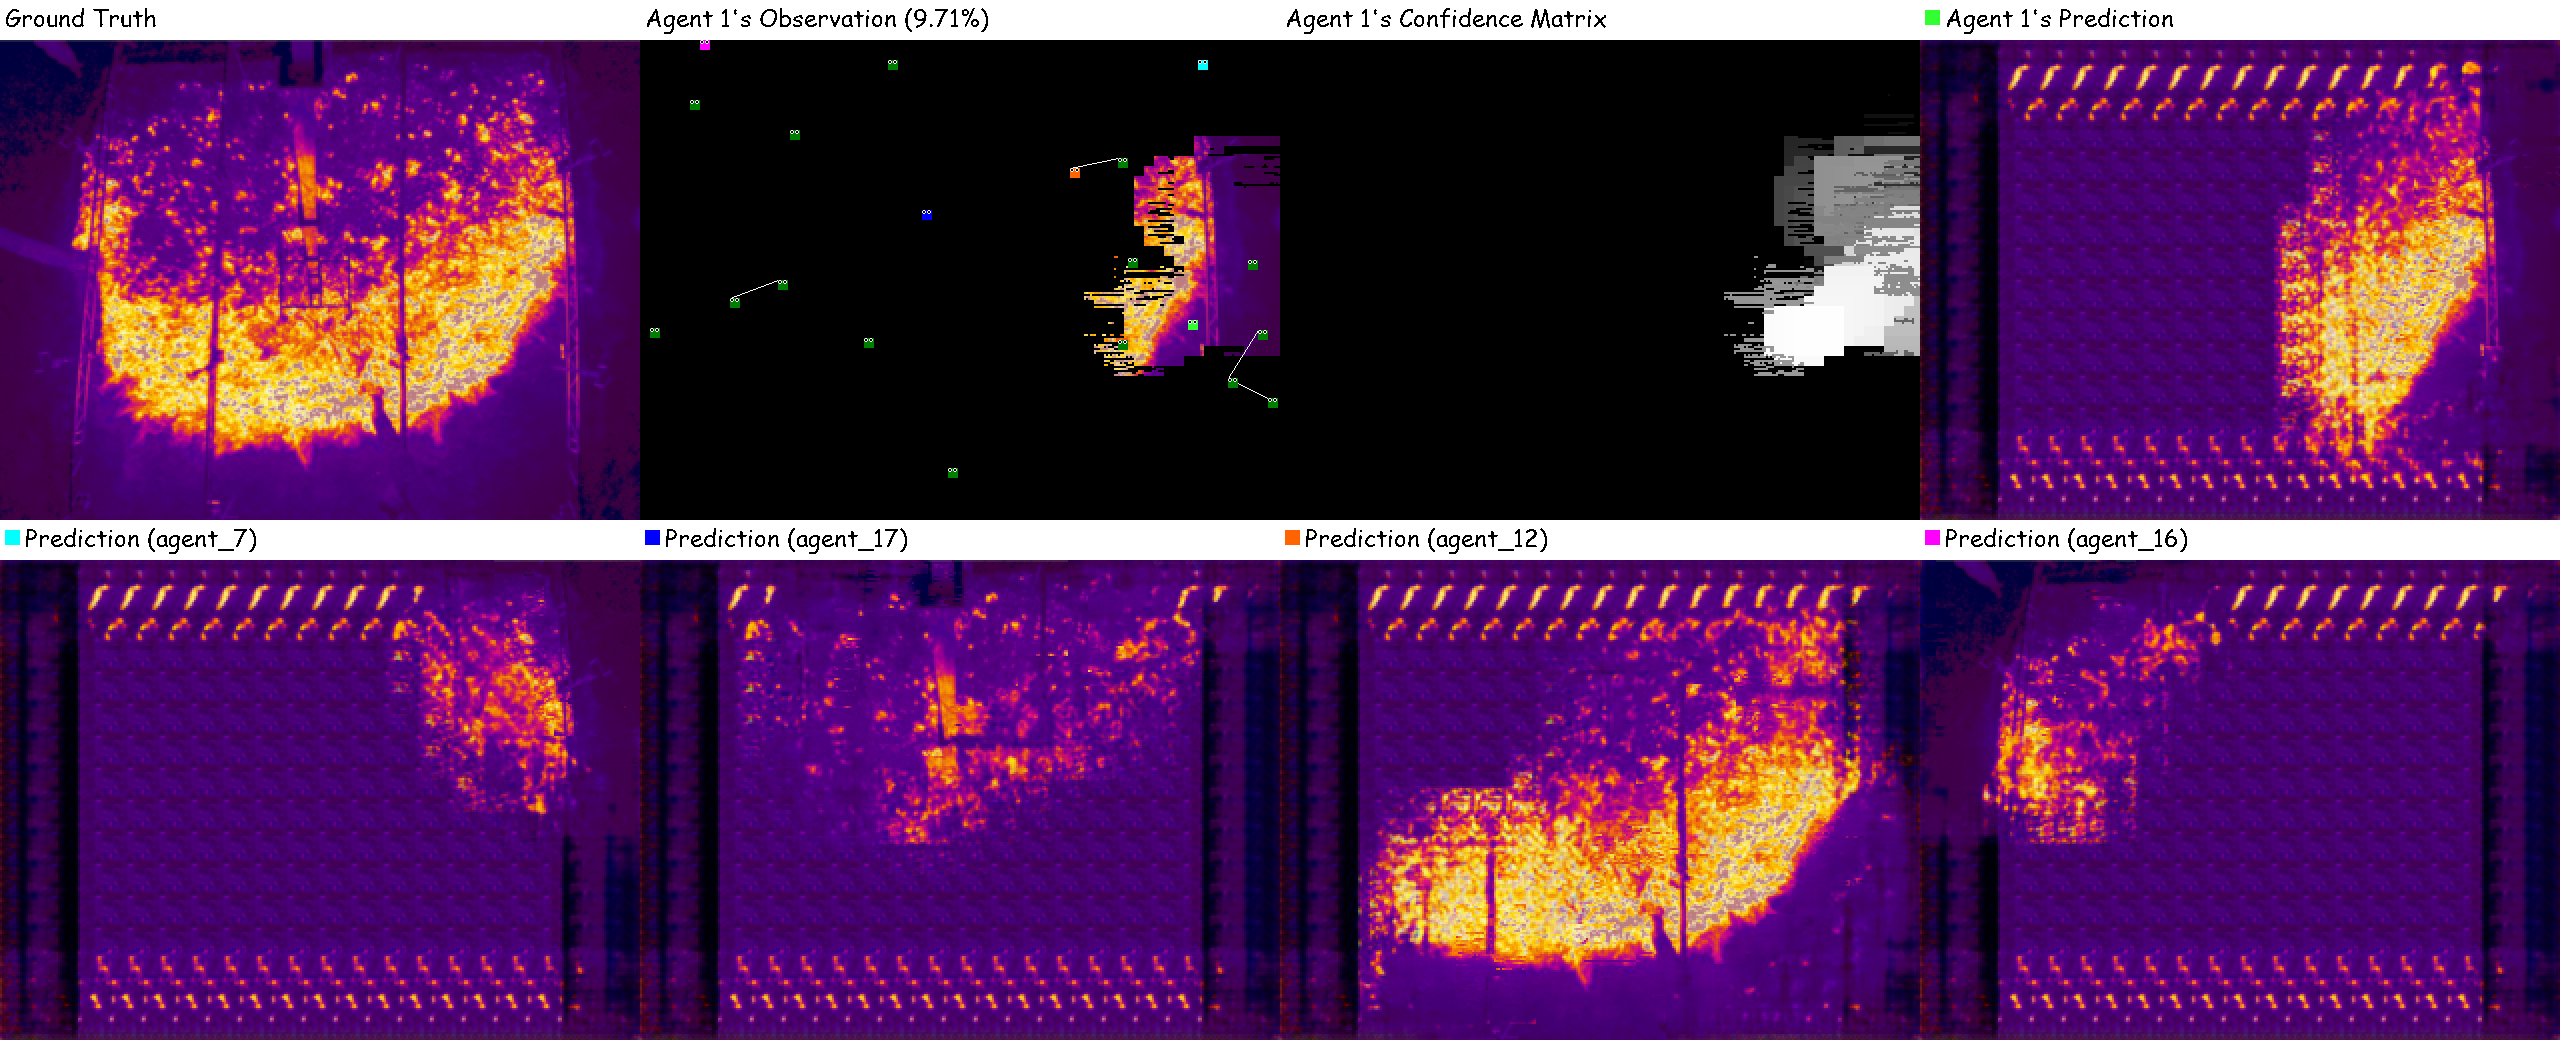 Ground Truth
Agent 1's Observation (9.71%)
Agent 1's Confidence Matrix
Agent 1's Prediction
Prediction (agent_7)
Prediction (agent_17)
Prediction (agent_12)
Prediction (agent_16)